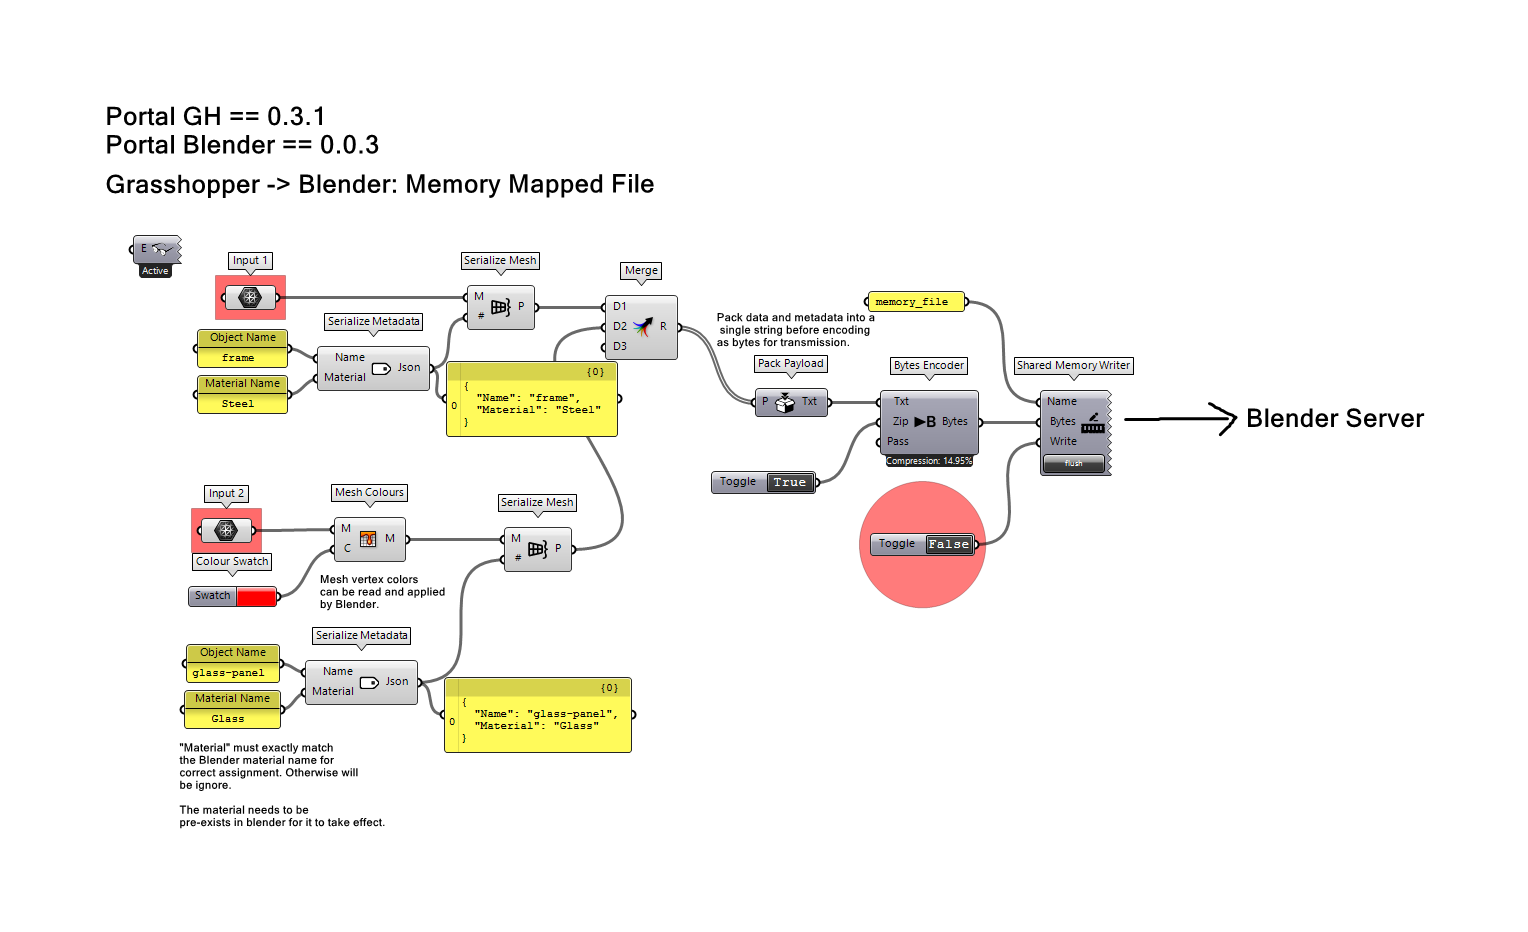 Portal GH == 0.3.1
Portal Blender == 0.0.3
Grasshopper -> Blender: Memory Mapped File
E
Active
Input 1
Object Name
frame
Material Name
Steel
Serialize Metadata
Name
Material
Json
Serialize Mesh
M
#
P
{0}
0
{
"Name": "frame",
"Material": "Steel"
}
Merge
D1
D2
D3
R
Input 2
Colour Swatch
Swatch
Mesh Colours
M
C
M
Mesh vertex colors
can be read and applied
by Blender.
Serialize Mesh
M
#
P
Object Name
glass-panel
Material Name
Glass
Serialize Metadata
Name
Material
Json
{0}
0
{
"Name": "glass-panel",
"Material": "Glass"
}
"Material" must exactly match
the Blender material name for
correct assignment. Otherwise will
be ignore.
The material needs to be
pre-exists in blender for it to take effect.
Pack data and metadata into a
single string before encoding
as bytes for transmission.
Pack Payload
P
Txt
Toggle
True
memory_file
Bytes Encoder
Txt
Zip
Pass
B
Bytes
Compression: 14.95%
Toggle
False
Shared Memory Writer
Name
Bytes
Write
flush
Blender Server